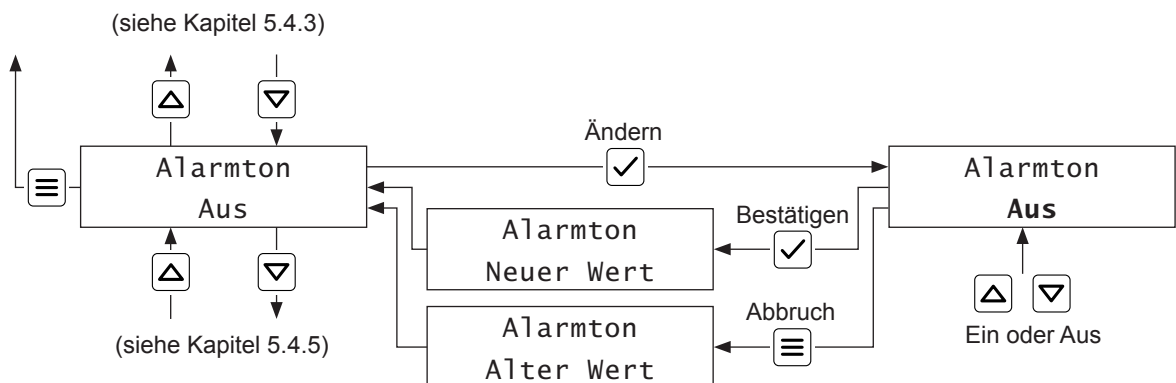 (siehe Kapitel 5.4.3)
Ändern
Alarmton
Aus
Alarmton
Aus
Bestätigen
Alarmton
Neuer Wert
Abbruch
Alarmton
Alter Wert
Ein oder Aus
(siehe Kapitel 5.4.5)